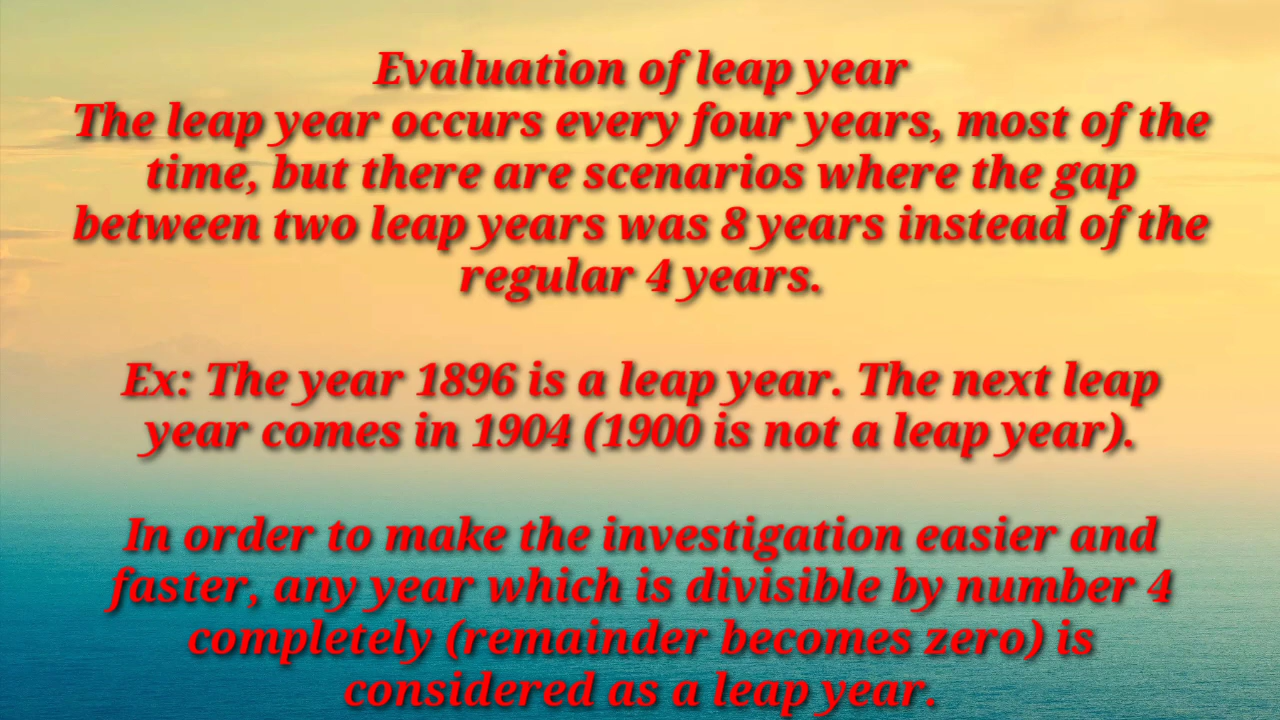 Evaluation of leap year
The leap year occurs every four years, most of the
time, but there are scenarios where the gap
between two leap years was 8 years instead of the
regular 4 years.
Ex: The year 1896 is a leap year. The next leap
year comes in 1904 (1900 is not a leap year).
In order to make the investigation easier and
faster, any year which is divisible by number 4
completely (remainder becomes zero) is
considered as a leap year.